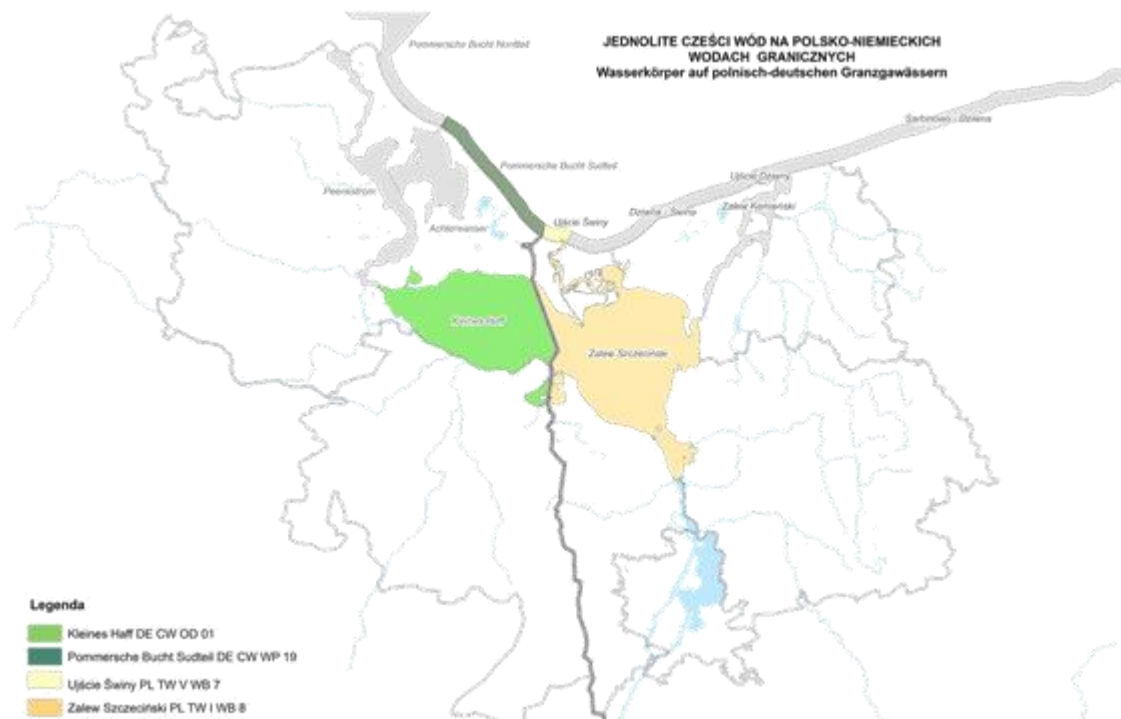 JEDNOLITE CZEŚCI WÓD NA POLSKO-NIEMIECKICH
WODACH GRANICZNYCH
Wasserkörper auf polnisch-deutschen Granzgawässern
Pommersche Bucht Nordteil
Sarbinowo - Dziwna
Pommersche Bucht Sudteil
Ujście Dziwny
Peenestrom
Zalew Kamieński
Dziwna - Świna
Achterwasser
Ujście Świny
Kleines Haff
Zalew Szczeciński
Legenda
Kleines Haff DE CW OD 01
Pommersche Bucht Sudteil DE CW WP 19
Ujście Świny PL TW V WB 7
Zalew Szczeciński PL TW I WB 8